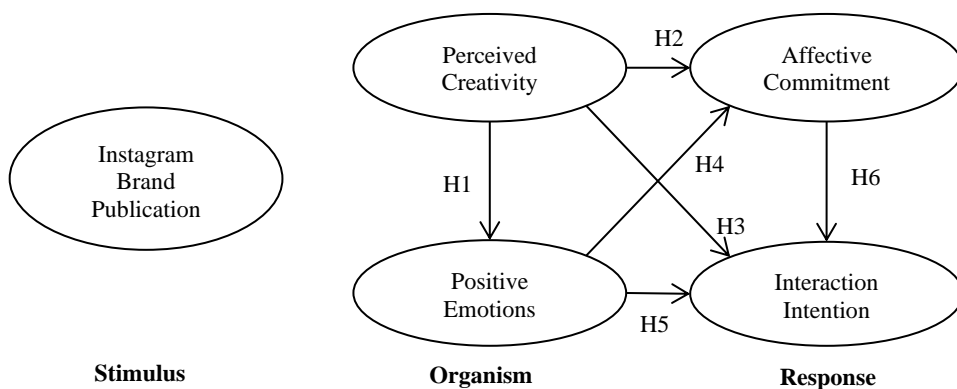 Perceived
Creativity
H2
Affective
Commitment
Instagram
Brand
Publication
H1
H4
H6
H3
Positive
Emotions
H5
Interaction
Intention
Stimulus
Organism
Response